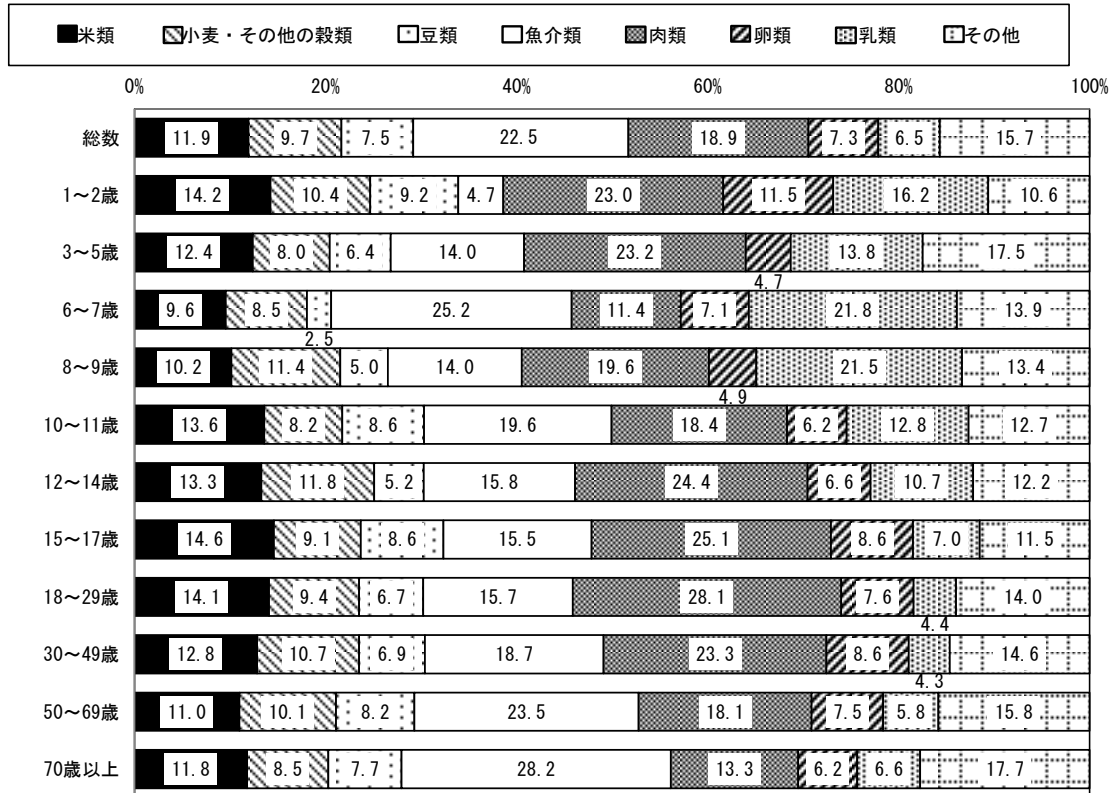 米類 小麦・その他の穀類 豆類 魚介類 肉類 卵類 乳類 その他
0% 20% 40% 60% 80% 100%
総数 11.9 9.7 7.5 22.5 18.9 7.3 6.5 15.7
1～2歳 14.2 10.4 9.2 4.7 23.0 11.5 16.2 10.6
3～5歳 12.4 8.0 6.4 14.0 23.2 13.8 17.5
4.7
6～7歳 9.6 8.5 25.2 11.4 7.1 21.8 13.9
2.5
8～9歳 10.2 11.4 5.0 14.0 19.6 21.5 13.4
4.9
10～11歳 13.6 8.2 8.6 19.6 18.4 6.2 12.8 12.7
12～14歳 13.3 11.8 5.2 15.8 24.4 6.6 10.7 12.2
15～17歳 14.6 9.1 8.6 15.5 25.1 8.6 7.0 11.5
18～29歳 14.1 9.4 6.7 15.7 28.1 7.6 14.0
4.4
30～49歳 12.8 10.7 6.9 18.7 23.3 8.6 14.6
4.3
50～69歳 11.0 10.1 8.2 23.5 18.1 7.5 5.8 15.8
70歳以上 11.8 8.5 7.7 28.2 13.3 6.2 6.6 17.7